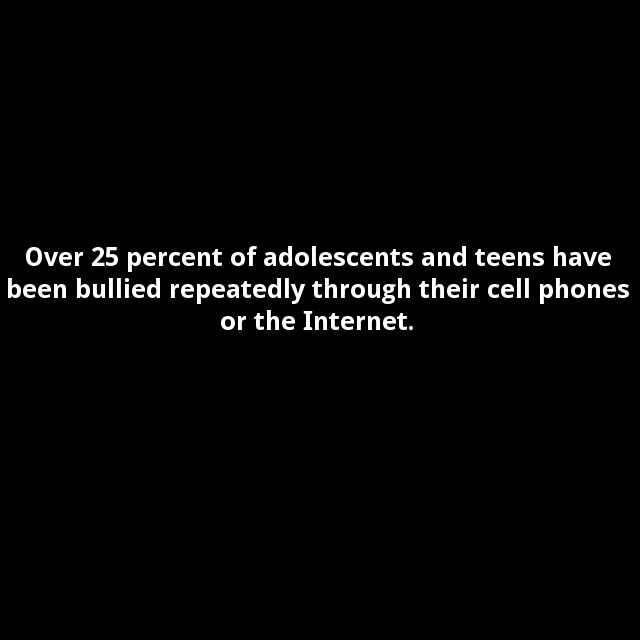 Over 25 percent of adolescents and teens have
been bullied repeatedly through their cell phones
or the Internet.